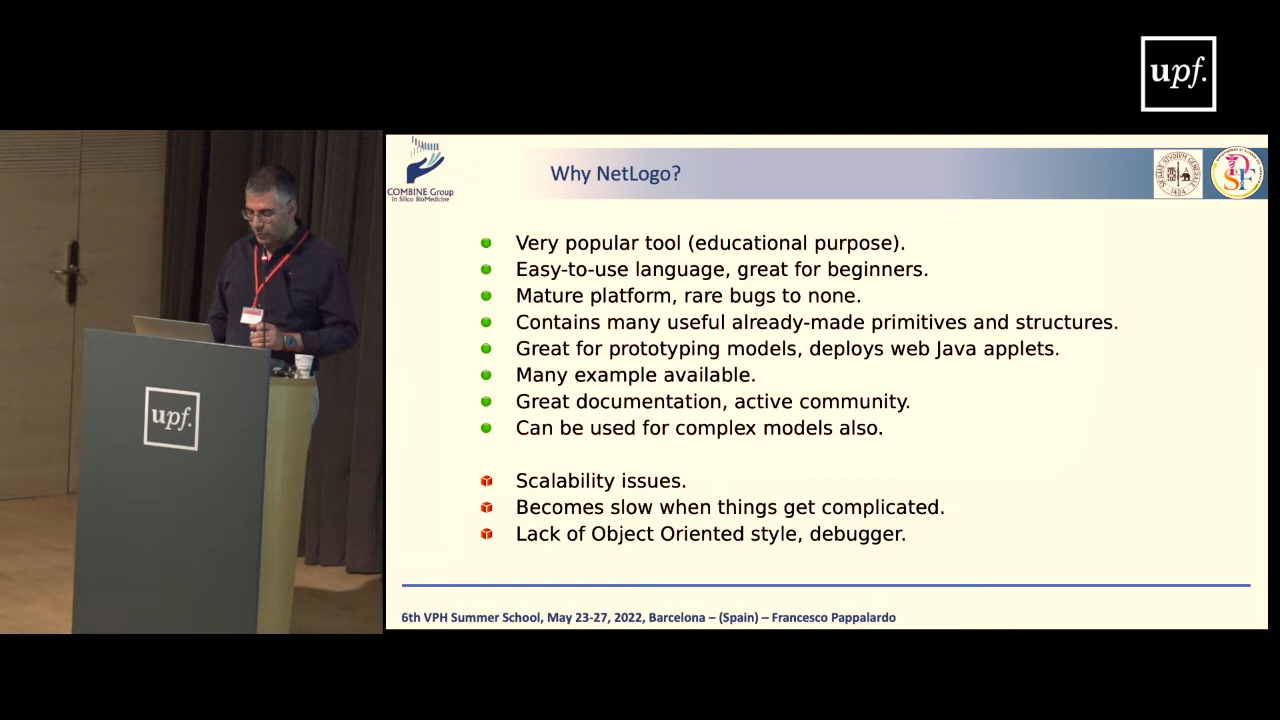 upf.
COMBINE Group
In Silico BioMedicine
Why NetLogo?
Very popular tool (educational purpose).
Easy-to-use language, great for beginners.
Mature platform, rare bugs to none.
Contains many useful already-made primitives and structures.
Great for prototyping models, deploys web Java applets.
Many example available.
Great documentation, active community.
Can be used for complex models also.
Scalability issues.
Becomes slow when things get complicated.
Lack of Object Oriented style, debugger.
6th VPH Summer School, May 23-27, 2022, Barcelona – (Spain) – Francesco Pappalardo
upf.